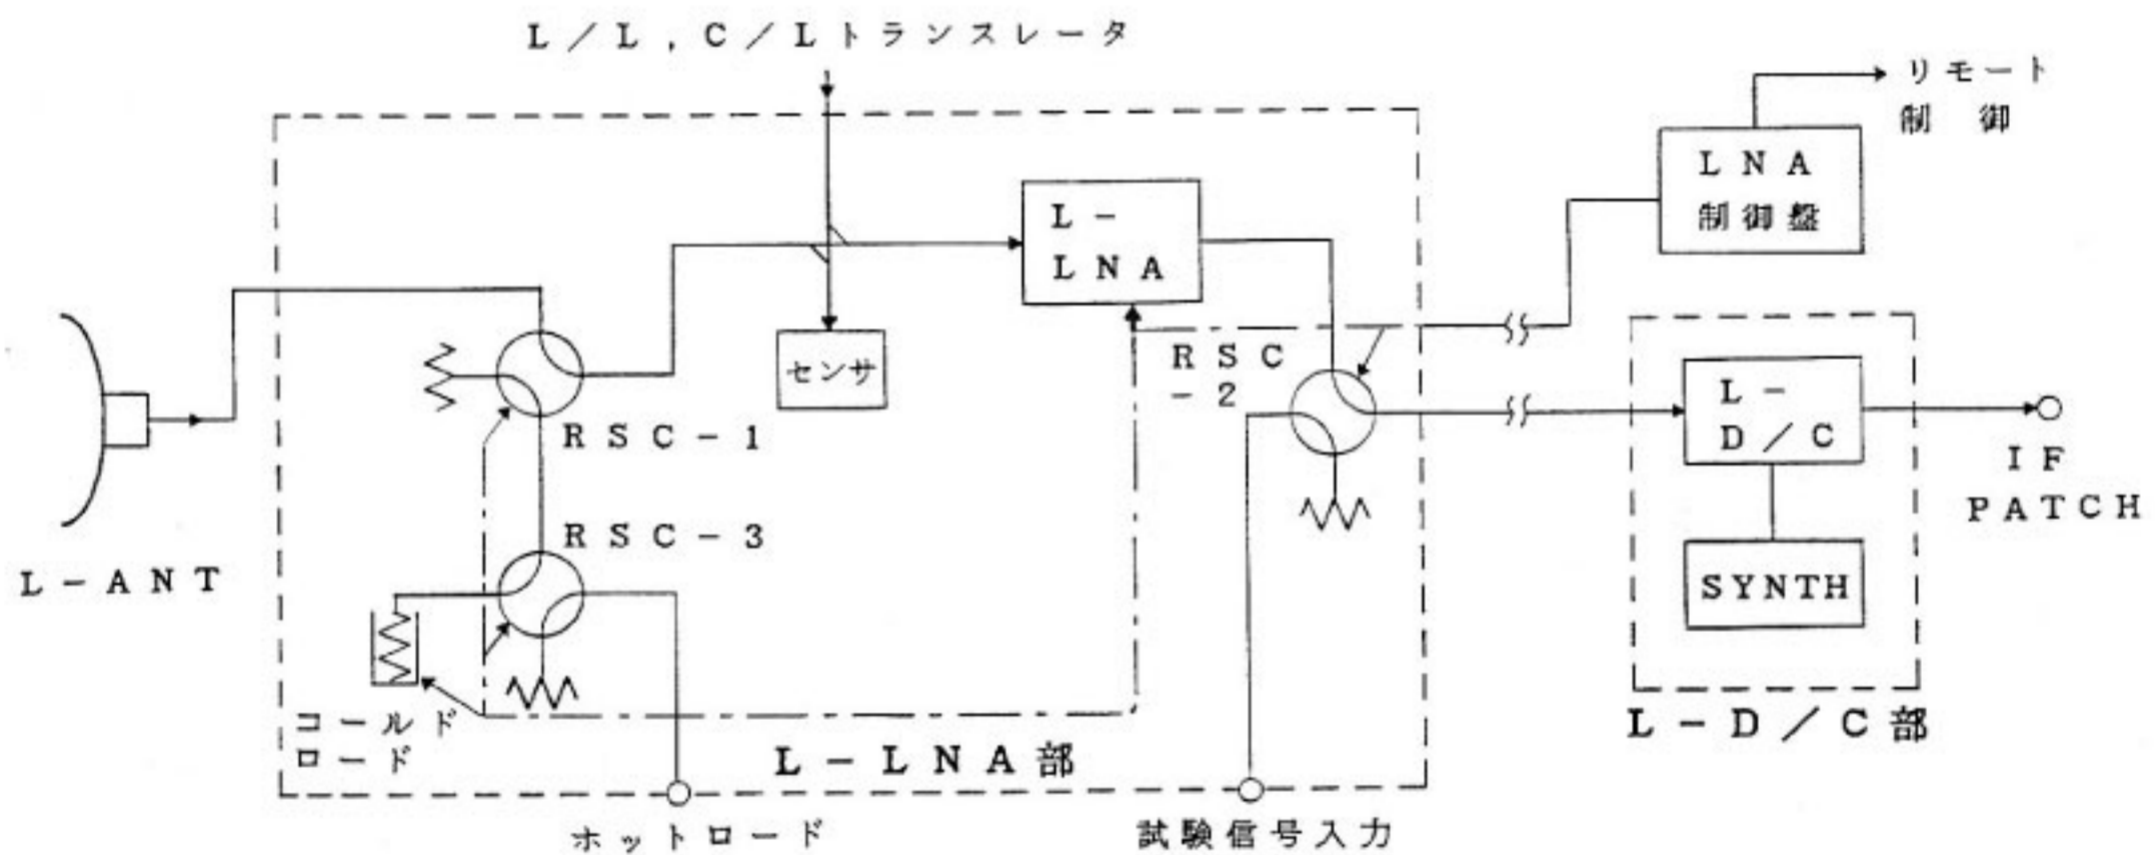 L/L,C/Lトランスレータ
リモート
制 御
LNA
制御盤
L-
LNA
センサ
RSC
-2
RSC-1
RSC-3
L-
D/C
IF
PATCH
SYNTH
L-ANT
コールド
ロード
L-LNA部
L-D/C部
ホットロード
試験信号入力